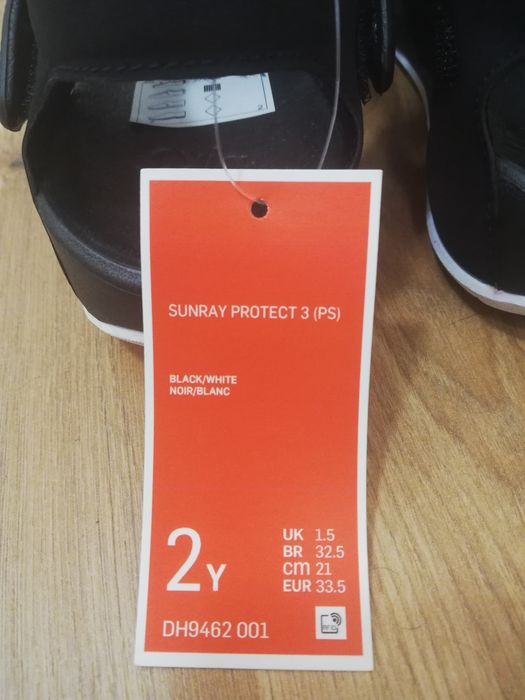 SUNRAY PROTECT 3 (PS)
BLACK/WHITE
NOIR/BLANC
2Y
UK 1.5
BR 32.5
cm 21
EUR 33.5
DH9462 001